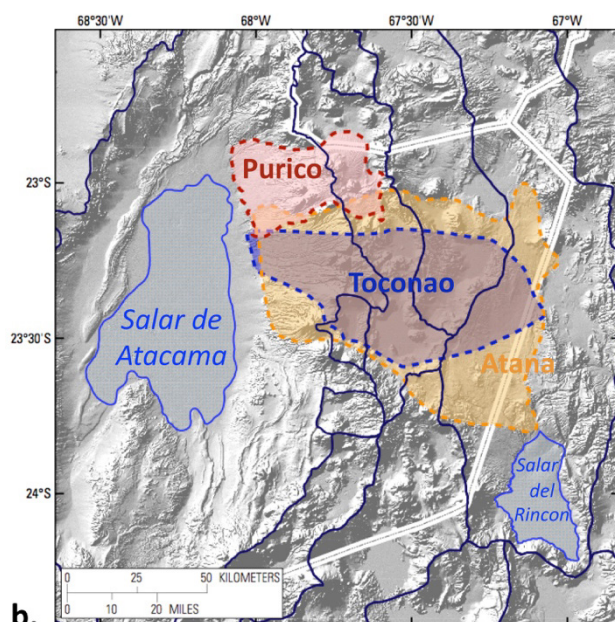 68°30'W 68°W 67°30'W 67°W
23°S
23°30'S
24°S
Purico
Toconao
Atana
Salar de
Atacama
Salar
del
Rincon
0 25 50 KILOMETERS
0 10 20 MILES
b.